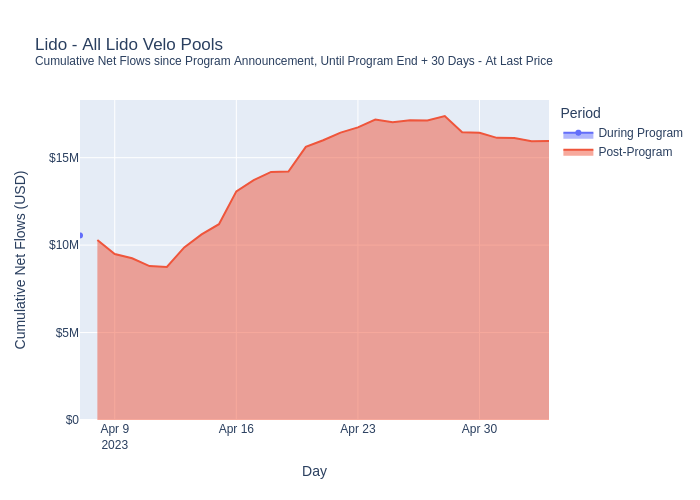 Lido - All Lido Velo Pools
Cumulative Net Flows since Program Announcement, Until Program End + 30 Days - At Last Price
Period
During Program
Post-Program
$15M
$10M
$5M
$0
Cumulative Net Flows (USD)
Apr 9
2023
Apr 16
Apr 23
Apr 30
Day